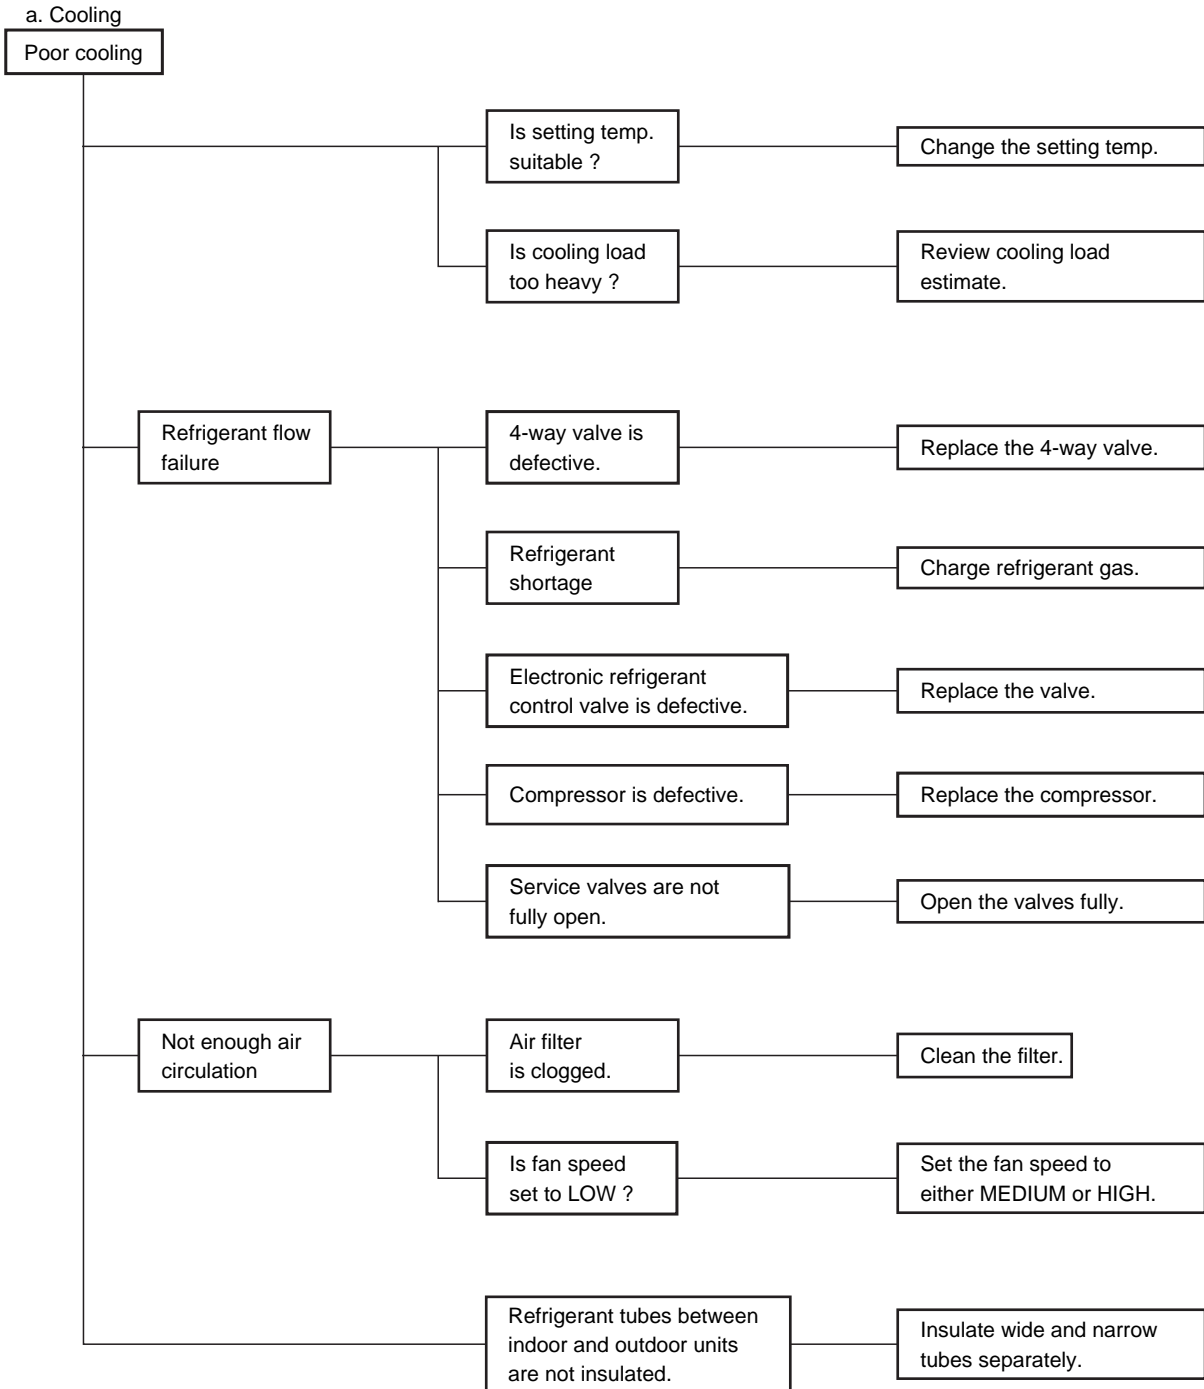 a. Cooling
Poor cooling
Is setting temp.
suitable ?
Change the setting temp.
Is cooling load
too heavy ?
Review cooling load
estimate.
Refrigerant flow
failure
4-way valve is
defective.
Replace the 4-way valve.
Refrigerant
shortage
Charge refrigerant gas.
Electronic refrigerant
control valve is defective.
Replace the valve.
Compressor is defective.
Replace the compressor.
Service valves are not
fully open.
Open the valves fully.
Not enough air
circulation
Air filter
is clogged.
Clean the filter.
Is fan speed
set to LOW ?
Set the fan speed to
either MEDIUM or HIGH.
Refrigerant tubes between
indoor and outdoor units
are not insulated.
Insulate wide and narrow
tubes separately.